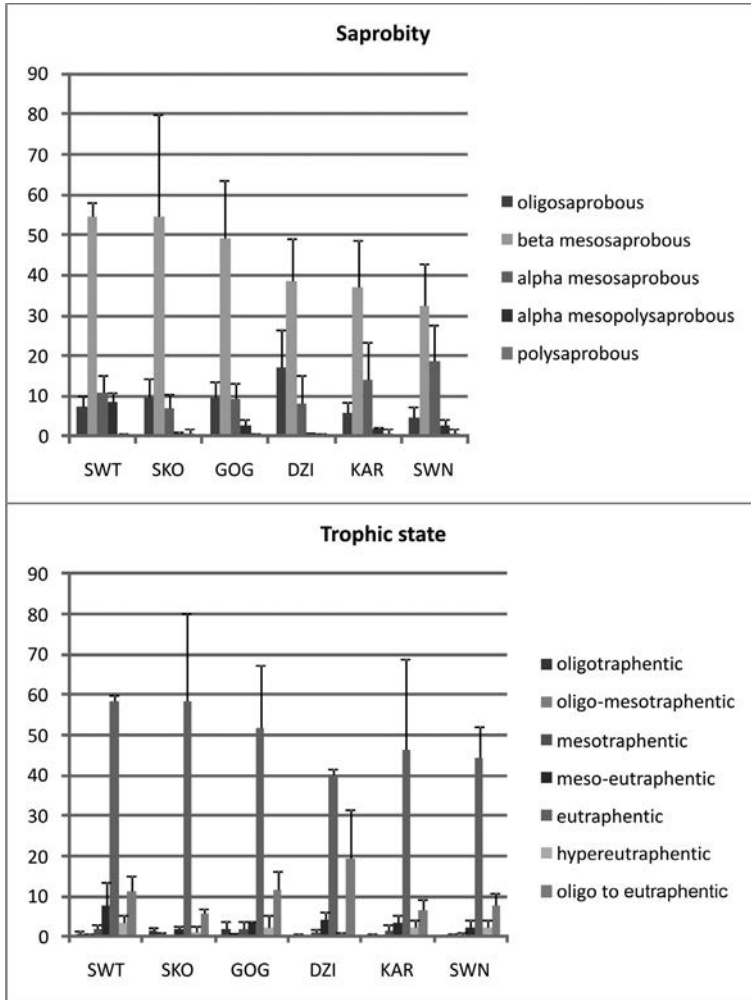 Saprobity
90
80
70
60
50
40
30
20
10
0
SWT SKO GOG DZI KAR SWN
oligosaprobous
beta mesosaprobous
alpha mesosaprobous
alpha mesopolysaprobous
polysaprobous
Trophic state
90
80
70
60
50
40
30
20
10
0
SWT SKO GOG DZI KAR SWN
oligotraphentic
oligo-mesotraphentic
mesotraphentic
meso-eutraphentic
eutraphentic
hypereutraphentic
oligo to eutraphentic